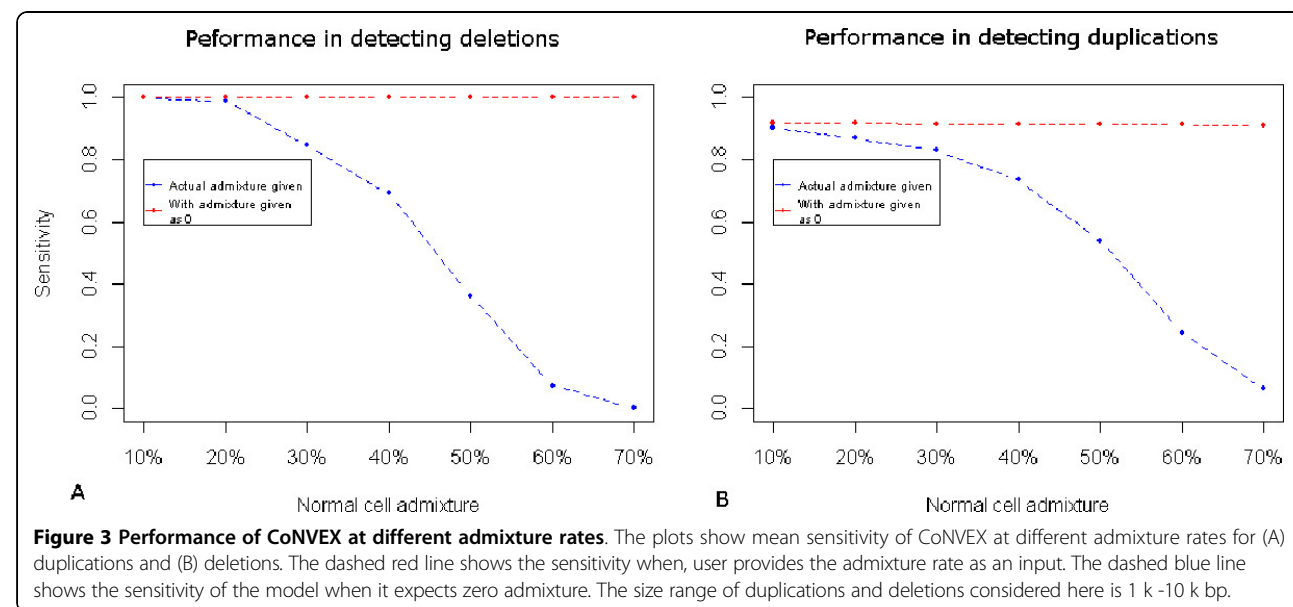 Peformance in detecting deletions
Performance in detecting duplications
Sensitivity
1.0
0.8
0.6
0.4
0.2
0.0
Actual admixture given
With admixture given
as 0
10% 20% 30% 40% 50% 60% 70%
A
Normal cell admixture
1.0
0.8
0.6
0.4
0.2
0.0
Actual admixture given
With admixture given
as 0
10% 20% 30% 40% 50% 60% 70%
B
Normal cell admixture
Figure 3 Performance of CoNVEX at different admixture rates. The plots show mean sensitivity of CoNVEX at different admixture rates for (A)
duplications and (B) deletions. The dashed red line shows the sensitivity when, user provides the admixture rate as an input. The dashed blue line
shows the sensitivity of the model when it expects zero admixture. The size range of duplications and deletions considered here is 1 k -10 k bp.